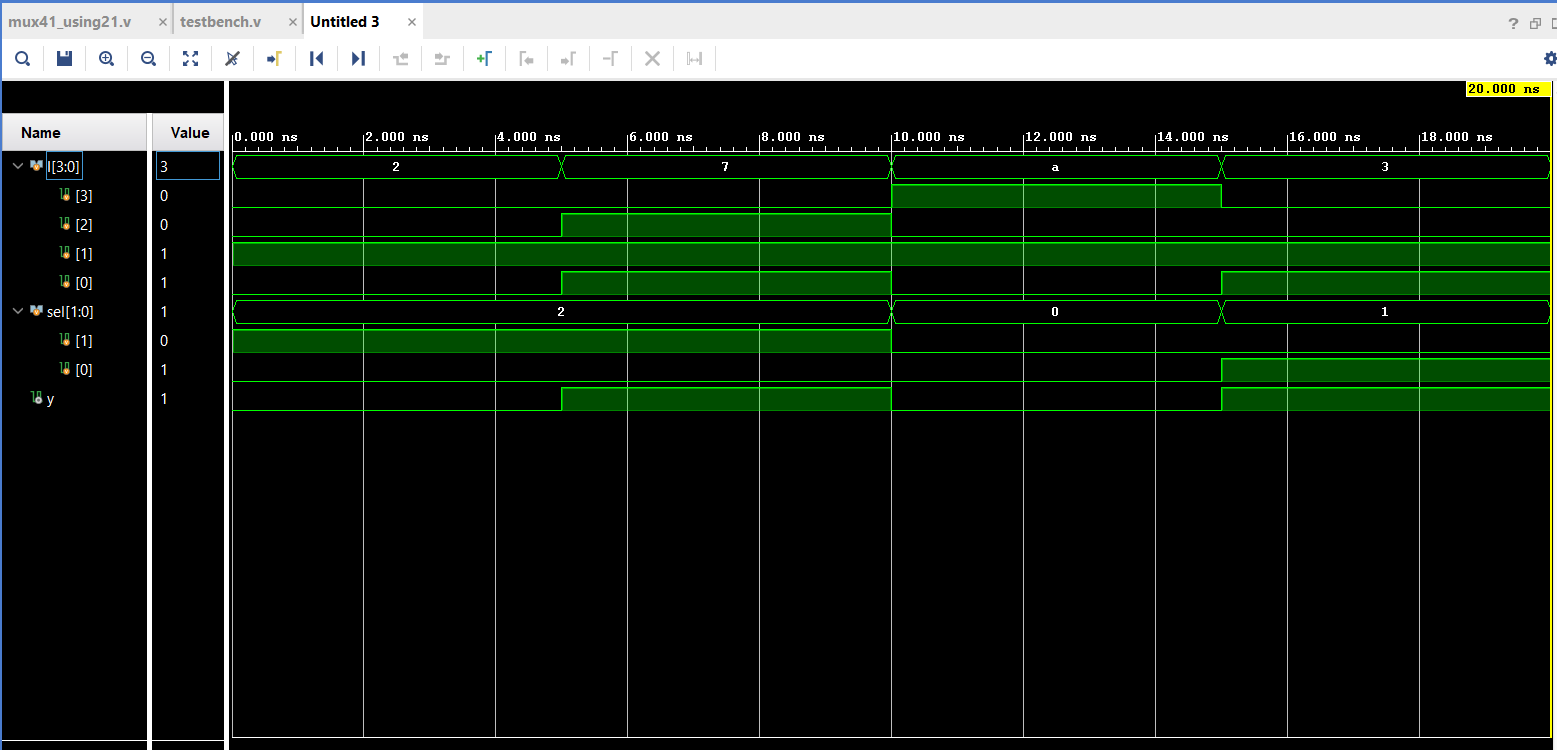 mux41_using21.v × testbench.v × Untitled 3 ×
?
20.000 ns
Name Value
0.000 ns 2.000 ns 4.000 ns 6.000 ns 8.000 ns 10.000 ns 12.000 ns 14.000 ns 16.000 ns 18.000 ns
I[3:0] 3 2 7 a 3
[3] 0
[2] 0
[1] 1
[0] 1
sel[1:0] 1 2 0 1
[1] 0
[0] 1
y 1